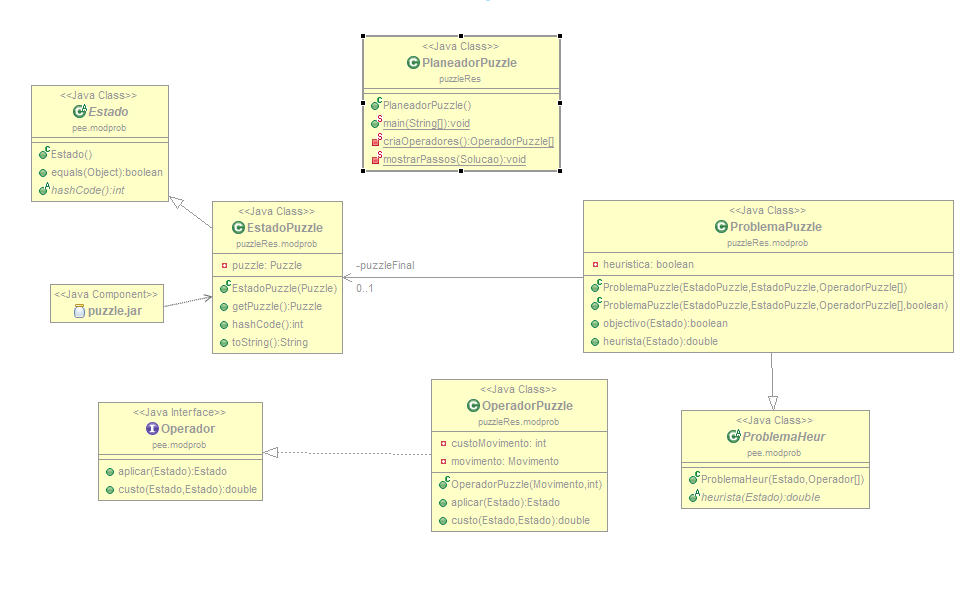 <<Java Class>>
PlaneadorPuzzle
puzzleRes
PlaneadorPuzzle()
main(String[]):void
criaOperadores():OperadorPuzzle[]
mostrarPassos(Solucao):void
<<Java Class>>
Estado
pee.modprob
Estado()
equals(Object):boolean
hashCode():int
<<Java Class>>
EstadoPuzzle
puzzleRes.modprob
puzzle: Puzzle
EstadoPuzzle(Puzzle)
getPuzzle():Puzzle
hashCode():int
toString():String
-puzzleFinal
0..1
<<Java Class>>
ProblemaPuzzle
puzzleRes.modprob
heuristica: boolean
ProblemaPuzzle(EstadoPuzzle,EstadoPuzzle,OperadorPuzzle[])
ProblemaPuzzle(EstadoPuzzle,EstadoPuzzle,OperadorPuzzle[],boolean)
objectivo(Estado):boolean
heurista(Estado):double
<<Java Component>>
puzzle.jar
<<Java Interface>>
Operador
pee.modprob
aplicar(Estado):Estado
custo(Estado,Estado):double
<<Java Class>>
OperadorPuzzle
puzzleRes.modprob
custoMovimento: int
movimento: Movimento
OperadorPuzzle(Movimento,int)
aplicar(Estado):Estado
custo(Estado,Estado):double
<<Java Class>>
ProblemaHeur
pee.modprob
ProblemaHeur(Estado,Operador[])
heurista(Estado):double